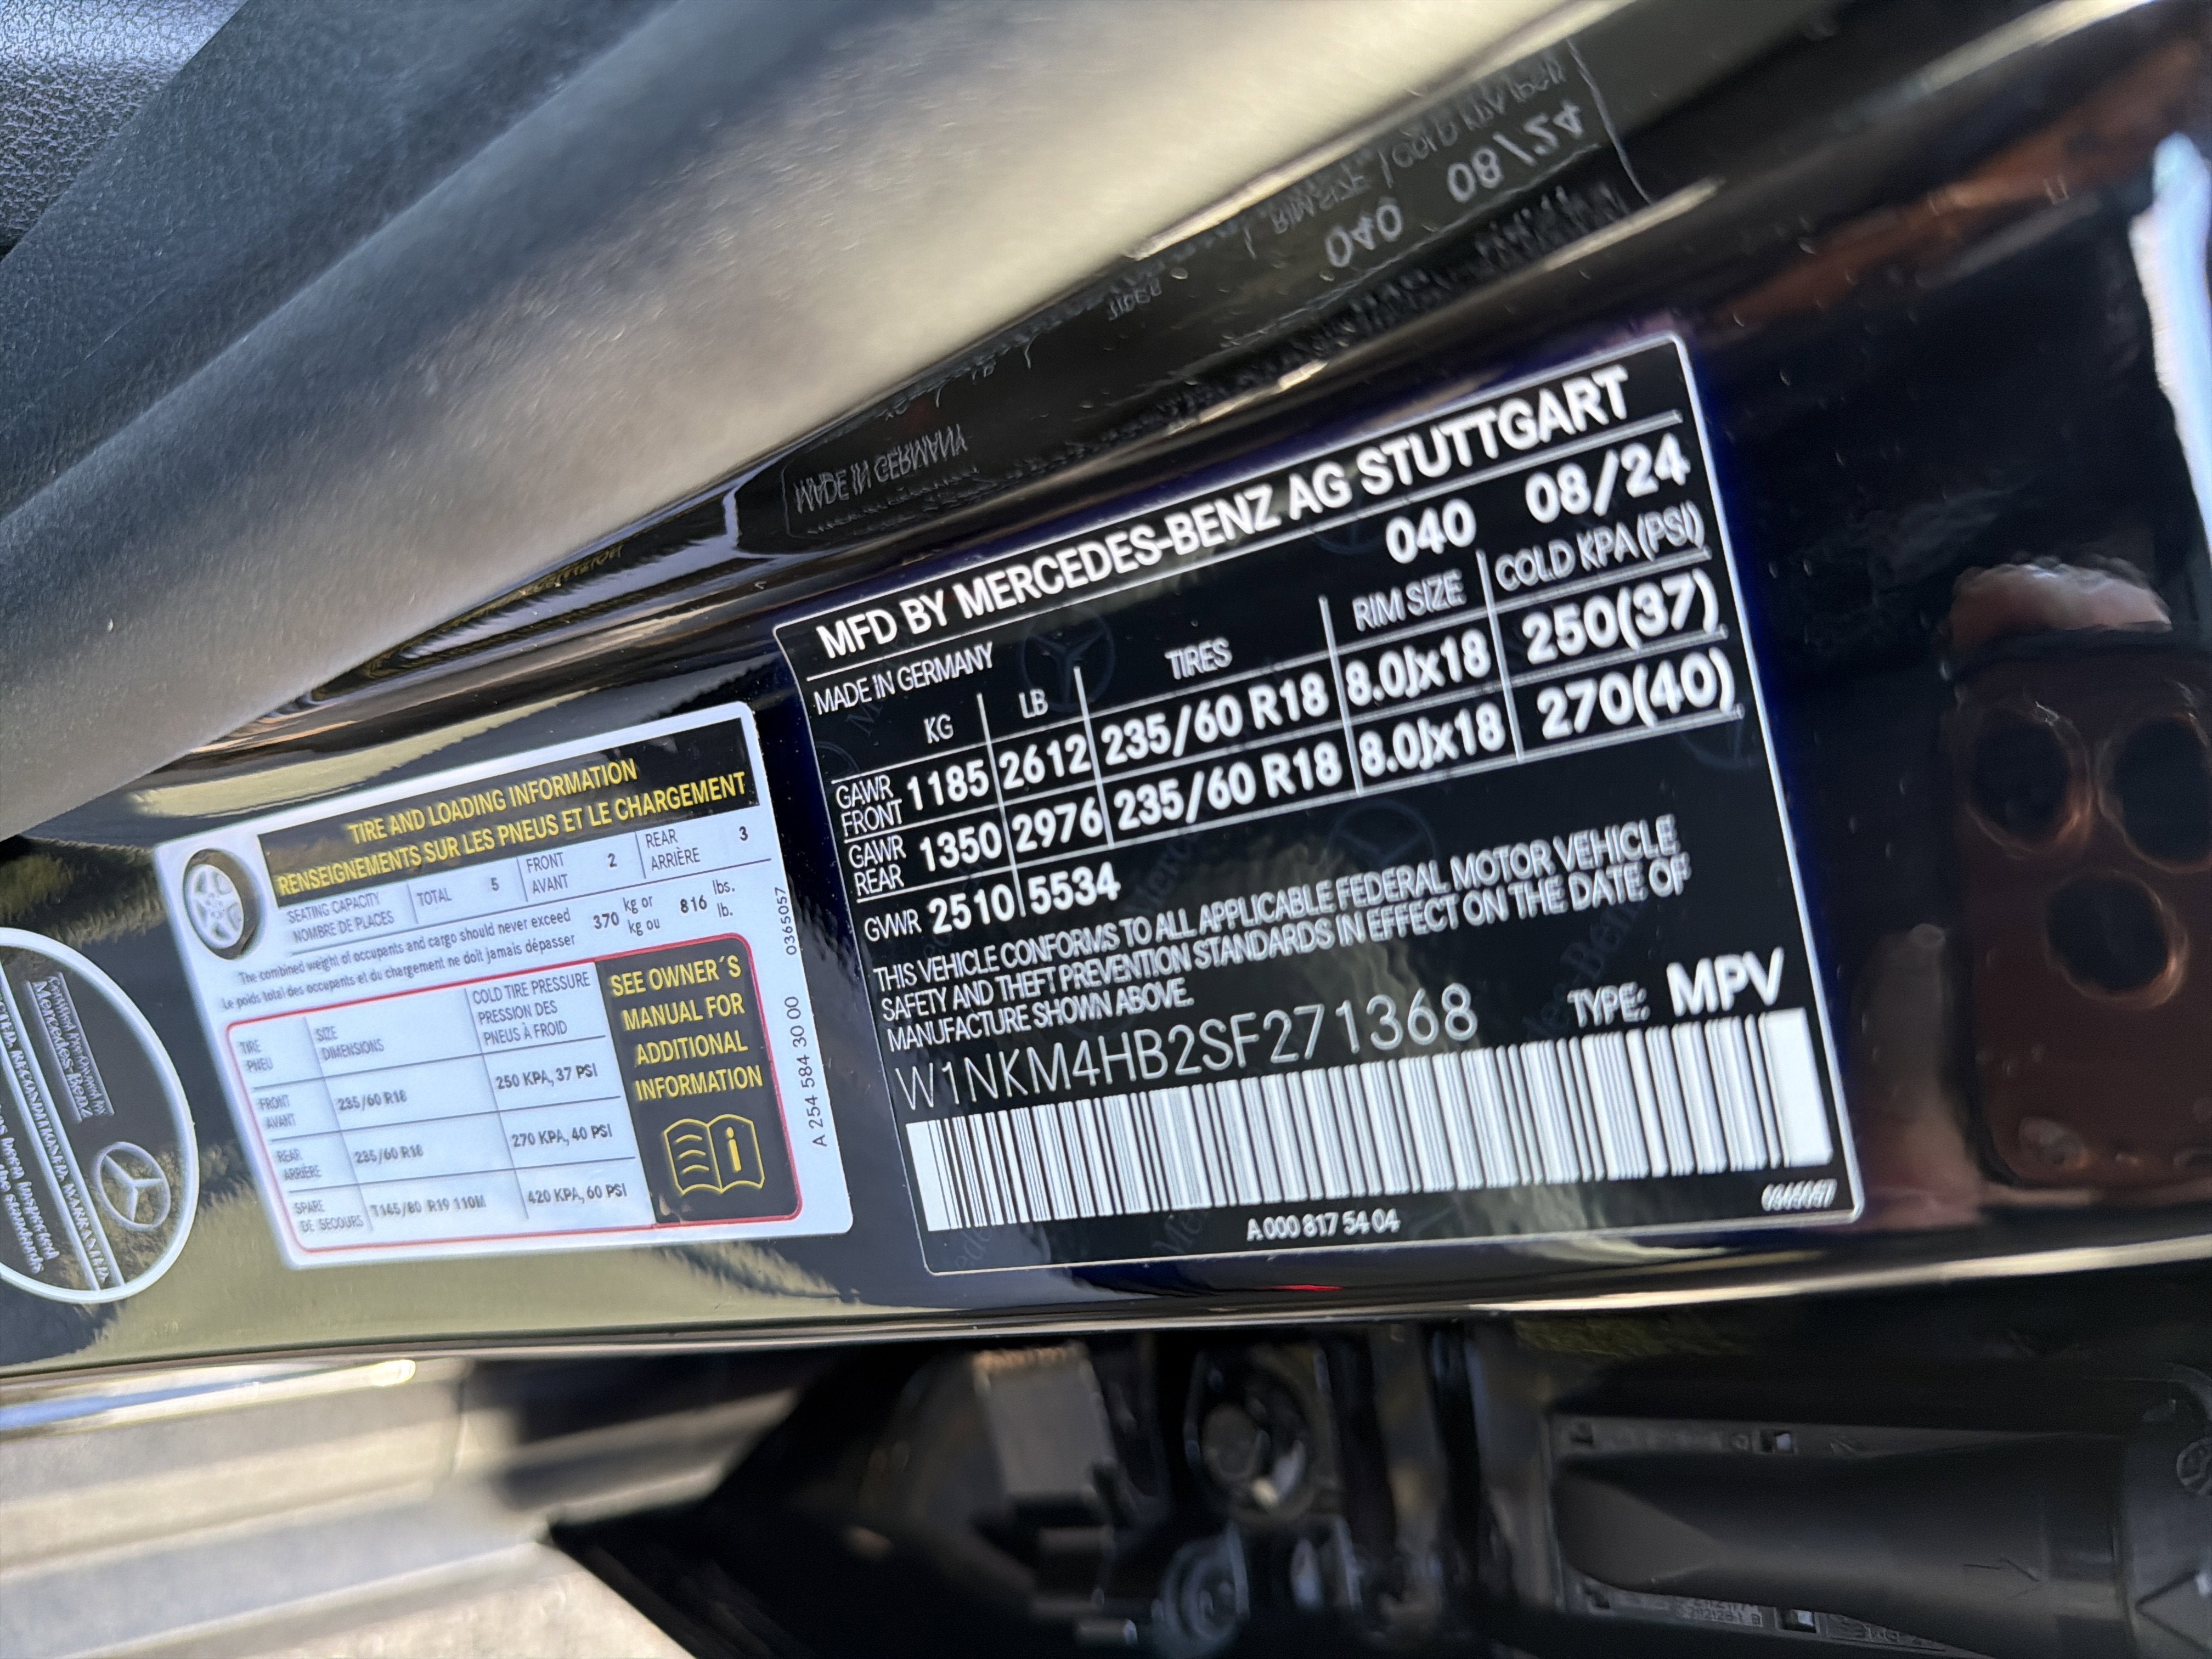 MFD BY MERCEDES-BENZ AG STUTTGART
MADE IN GERMANY 040 08/24
KG LB TIRES RIM SIZE COLD KPA (PSI)
GAWR FRONT 1185 2612 235/60 R18 8.0Jx18 250(37)
GAWR REAR 1350 2976 235/60 R18 8.0Jx18 270(40)
GVWR 2510 5534
THIS VEHICLE CONFORMS TO ALL APPLICABLE FEDERAL MOTOR VEHICLE
SAFETY AND THEFT PREVENTION STANDARDS IN EFFECT ON THE DATE OF
MANUFACTURE SHOWN ABOVE.
W1NKM4HB2SF271368 TYPE: MPV
A 000 817 54 04
TIRE AND LOADING INFORMATION
RENSEIGNEMENTS SUR LES PNEUS ET LE CHARGEMENT
SEATING CAPACITY TOTAL 5 FRONT 2 REAR 3
NOMBRE DE PLACES AVANT ARRIÈRE
The combined weight of occupants and cargo should never exceed 370 kg or 816 lbs.
Le poids total des occupants et du chargement ne doit jamais dépasser kg ou lb.
TIRE SIZE COLD TIRE PRESSURE
PNEU DIMENSIONS PRESSION DES
PNEUS À FROID
FRONT 235/60 R18 250 KPA, 37 PSI
AVANT
REAR 235/60 R18 270 KPA, 40 PSI
ARRIÈRE
SPARE T145/80 R19 110M 420 KPA, 60 PSI
DE SECOURS
SEE OWNER´S
MANUAL FOR
ADDITIONAL
INFORMATION
A 254 584 30 00 0365057
Certified Pre-Owned
Mercedes-Benz
MADE IN GERMANY
040 08/24